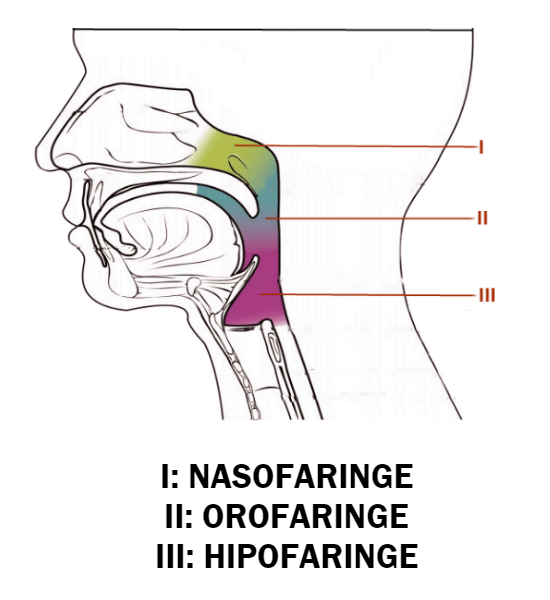 I
II
III
I: NASOFARINGE
II: OROFARINGE
III: HIPOFARINGE